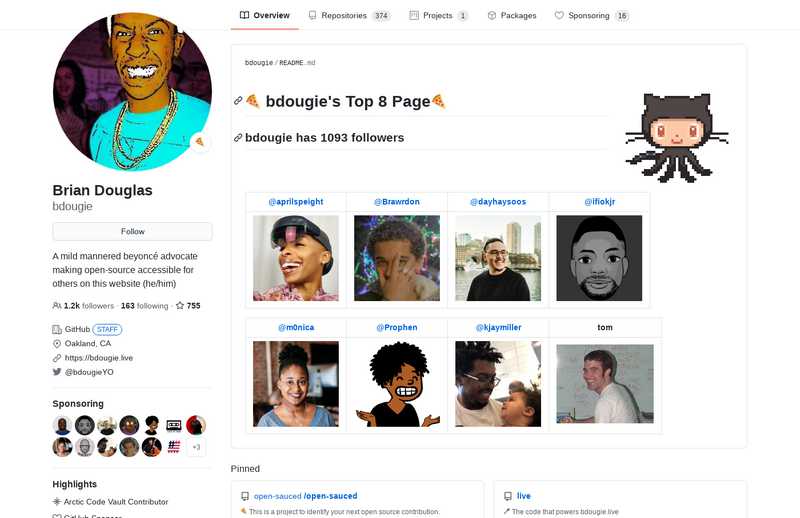 Overview
Repositories 374
Projects 1
Packages
Sponsoring 16
Brian Douglas
bdougie
Follow
A mild mannered beyoncé advocate
making open-source accessible for
others on this website (he/him)
1.2k followers · 163 following · 755
GitHub STAFF
Oakland, CA
https://bdougie.live
@bdougieYO
Sponsoring
+3
Highlights
Arctic Code Vault Contributor
GitHub Sponsor
bdougie / README.md
🍕 bdougie's Top 8 Page🍕
bdougie has 1093 followers
@aprilspeight @Brawrdon @dayhaysoos @ifiokjr
@m0nica @Prophen @kjaymiller tom
Pinned
open-sauced /open-sauced
🍕 This is a project to identify your next open source contribution.
live
The code that powers bdougie.live